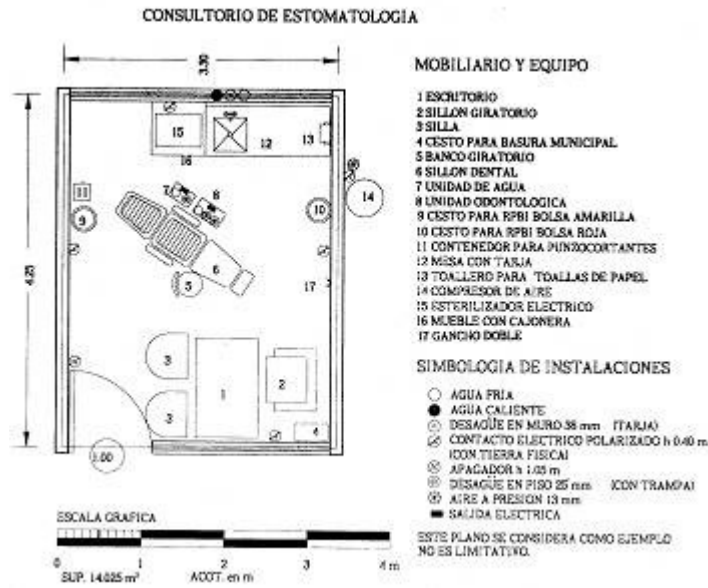 CONSULTORIO DE ESTOMATOLOGIA
3.30
4.25
15
16
12
13
14
11
9
10
7
8
6
5
17
3
3
1
2
4
1.00
MOBILIARIO Y EQUIPO
1 ESCRITORIO
2 SILLON GIRATORIO
3 SILLA
4 CESTO PARA BASURA MUNICIPAL
5 BANCO GIRATORIO
6 SILLON DENTAL
7 UNIDAD DE AGUA
8 UNIDAD ODONTOLOGICA
9 CESTO PARA RPBI BOLSA AMARILLA
10 CESTO PARA RPBI BOLSA ROJA
11 CONTENEDOR PARA PUNZOCORTANTES
12 MESA CON TARJA
13 TOALLERO PARA TOALLAS DE PAPEL
14 COMPRESOR DE AIRE
15 ESTERILIZADOR ELECTRICO
16 MUEBLE CON CAJONERA
17 GANCHO DOBLE
SIMBOLOGIA DE INSTALACIONES
AGUA FRIA
AGUA CALIENTE
DESAGÜE EN MURO 38 mm (TARJA)
CONTACTO ELECTRICO POLARIZADO h 0.40 m
(CON TIERRA FISICA)
APAGADOR h 1.05 m
DESAGÜE EN PISO 25 mm (CON TRAMPA)
AIRE A PRESION 13 mm
SALIDA ELECTRICA
ESTE PLANO SE CONSIDERA COMO EJEMPLO
NO ES LIMITATIVO.
ESCALA GRAFICA
0 1 2 3 4 m
SUP. 14.025 m² ACOT. en m